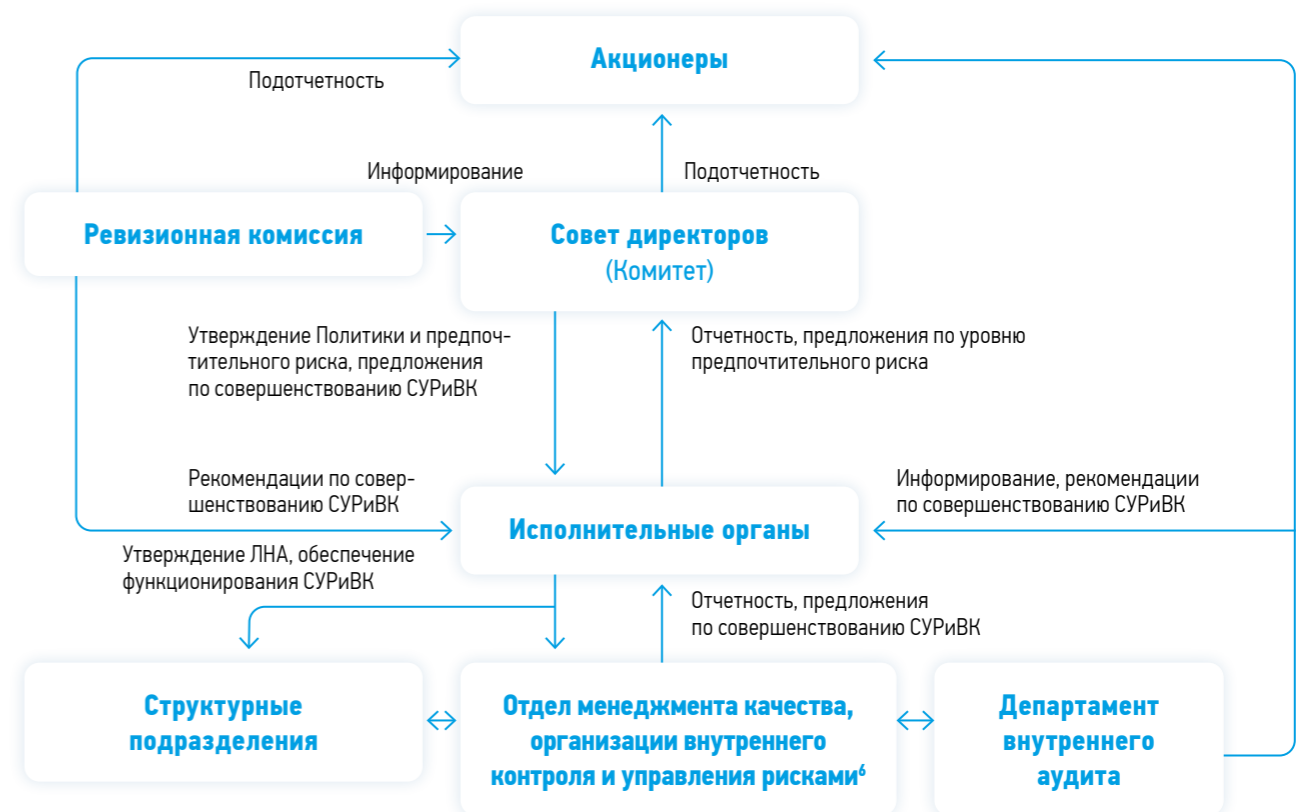 Акционеры
Подотчетность
Информирование
Подотчетность
Ревизионная комиссия
Совет директоров
(Комитет)
Утверждение Политики и предпоч-
тительного риска, предложения
по совершенствованию СУРиВК
Отчетность, предложения по уровню
предпочтительного риска
Рекомендации по совер-
шенствованию СУРиВК
Информирование, рекомендации
по совершенствованию СУРиВК
Исполнительные органы
Утверждение ЛНА, обеспечение
функционирования СУРиВК
Отчетность, предложения
по совершенствованию СУРиВК
Структурные
подразделения
Отдел менеджмента качества,
организации внутреннего
контроля и управления рисками⁶
Департамент
внутреннего
аудита